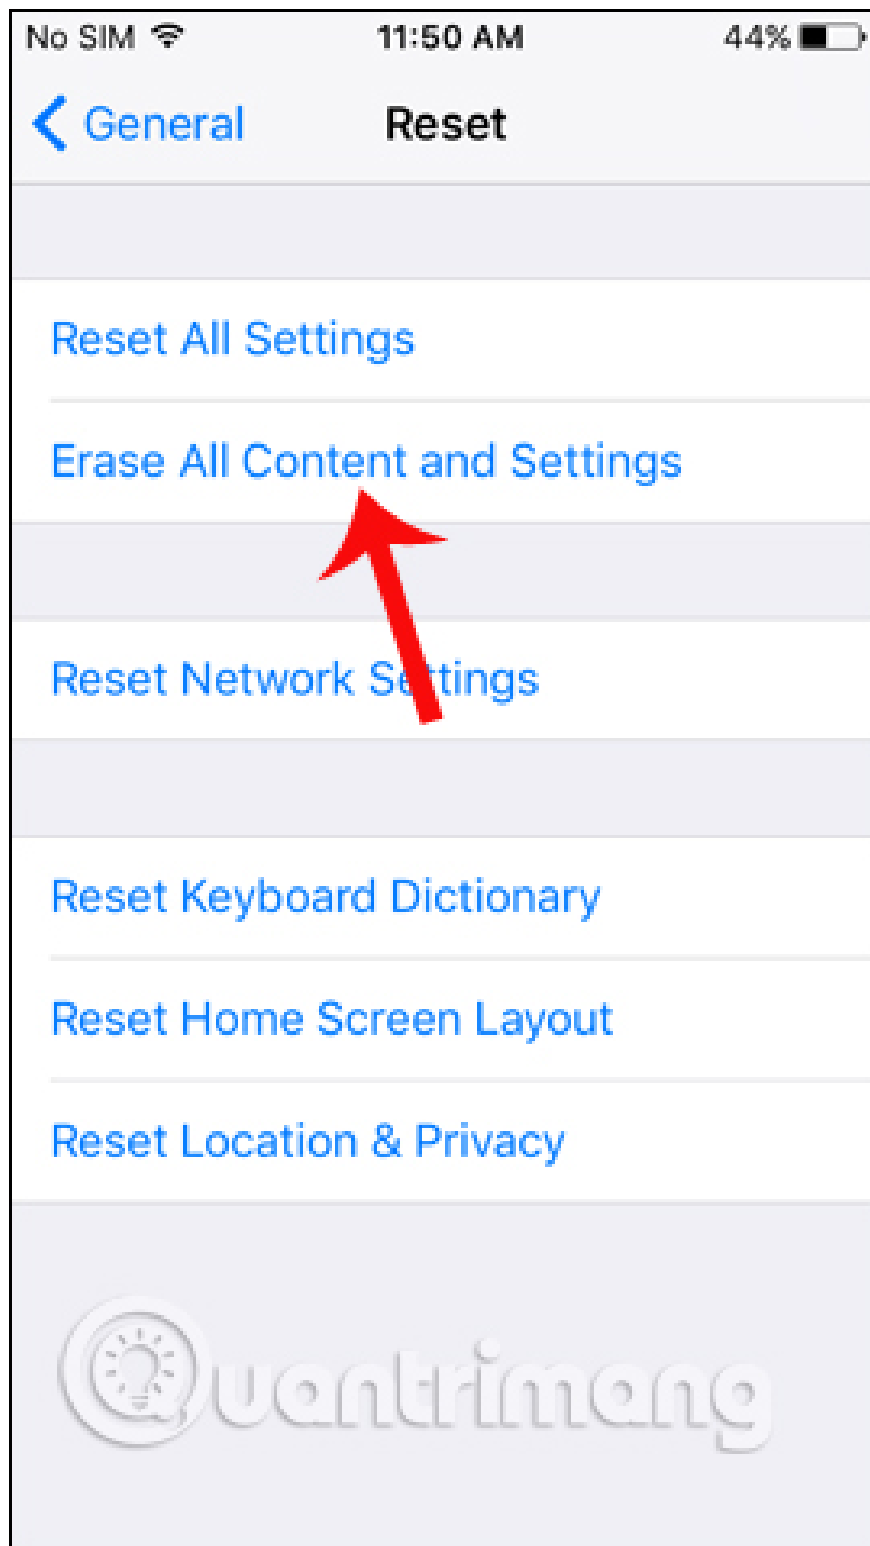 No SIM 11:50 AM 44%
General Reset
Reset All Settings
Erase All Content and Settings
Reset Network Settings
Reset Keyboard Dictionary
Reset Home Screen Layout
Reset Location & Privacy
Quantrimang